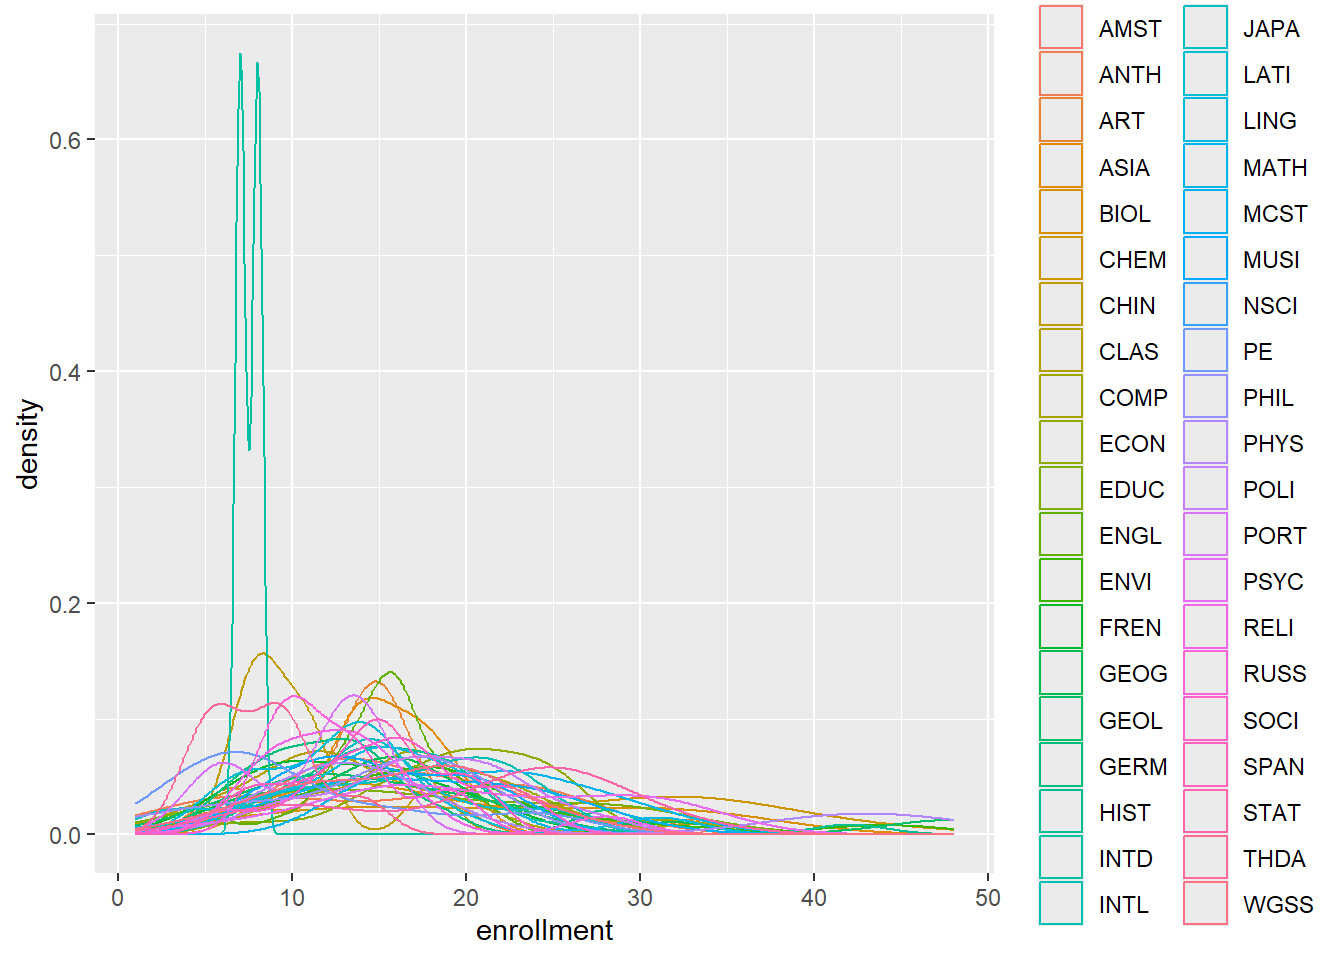 0.6
0.4
0.2
0.0
density
0
10
20
30
40
50
enrollment
AMST
ANTH
ART
ASIA
BIOL
CHEM
CHIN
CLAS
COMP
ECON
EDUC
ENGL
ENVI
FREN
GEOG
GEOL
GERM
HIST
INTD
INTL
JAPA
LATI
LING
MATH
MCST
MUSI
NSCI
PE
PHIL
PHYS
POLI
PORT
PSYC
RELI
RUSS
SOCI
SPAN
STAT
THDA
WGSS